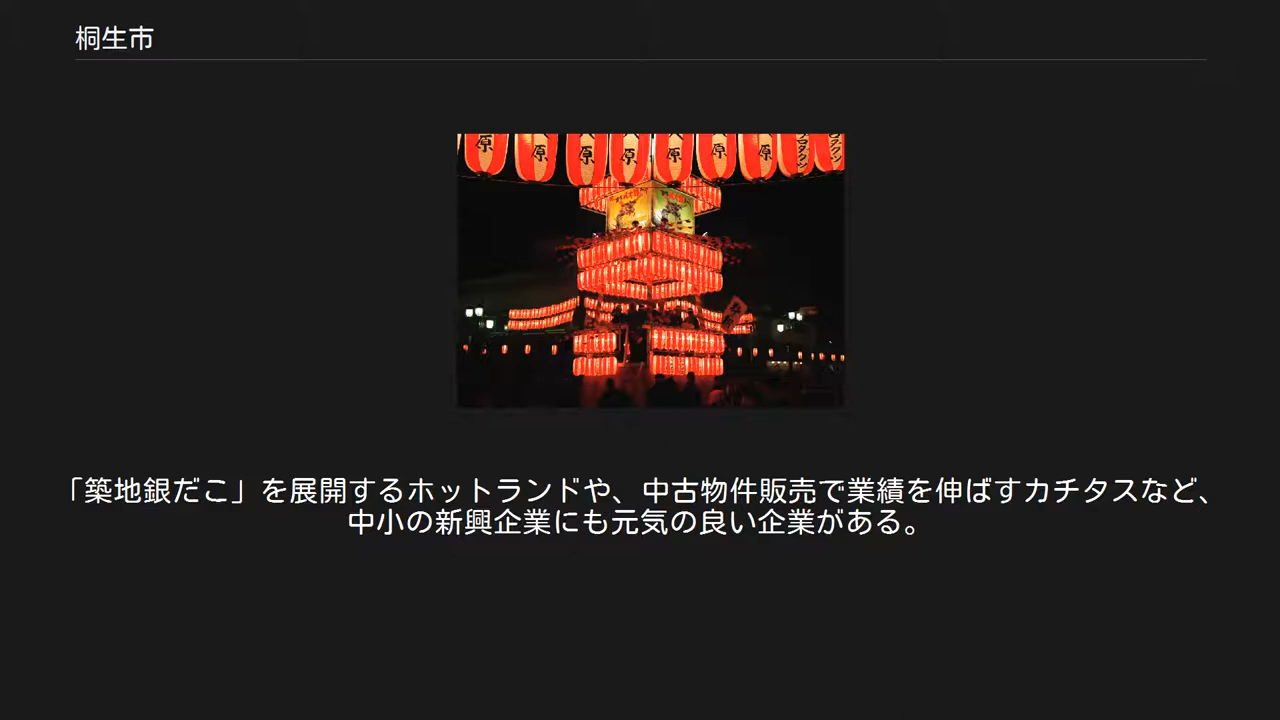 桐生市
「築地銀だこ」を展開するホットランドや、中古物件販売で業績を伸ばすカチタスなど、
中小の新興企業にも元気の良い企業がある。